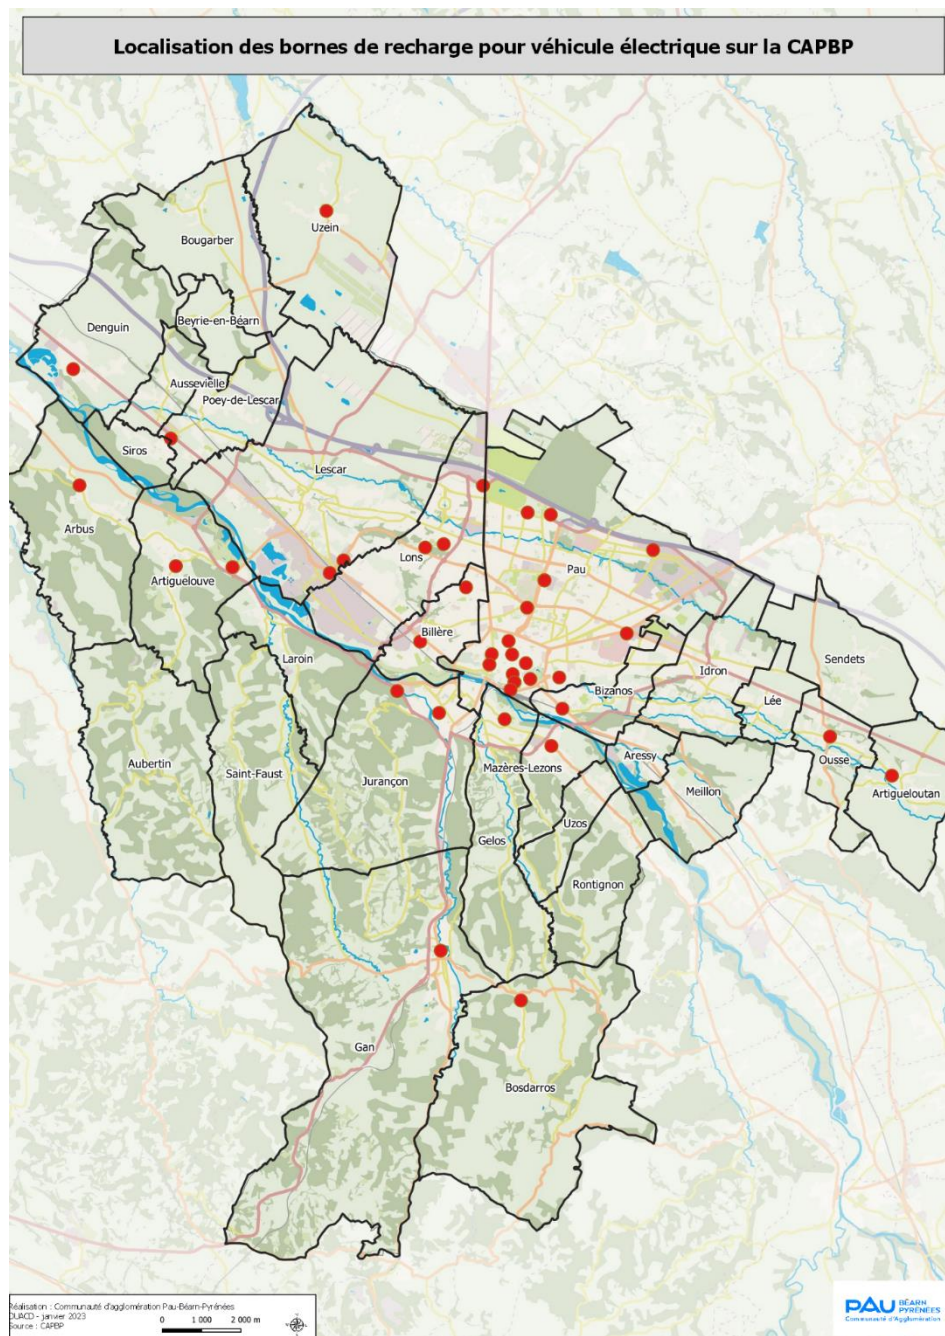 Localisation des bornes de recharge pour véhicule électrique sur la CAPBP
Uzein
Bougarber
Beyrie-en-Béarn
Denguin
Aussevielle
Poey-de-Lescar
Siros
Lescar
Arbus
Lons
Pau
Artiguelouve
Billère
Laroin
Sendets
Idron
Bizanos
Lée
Aressy
Ousse
Aubertin
Saint-Faust
Jurançon
Mazères-Lezons
Meillon
Artigueloutan
Uzos
Gelos
Rontignon
Gan
Bosdarros
Réalisation : Communauté d'agglomération Pau-Béarn-Pyrénées
DUACD - janvier 2023
Source : CAPBP
0 1 000 2 000 m
PAU BÉARN
PYRÉNÉES
Communauté d'Agglomération